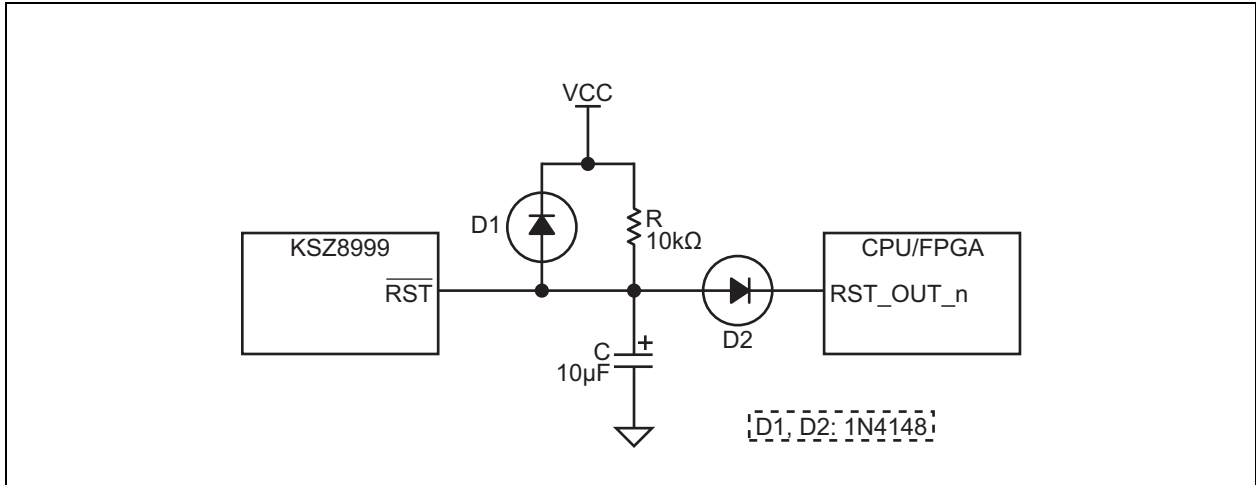 VCC
D1
R
10kΩ
KSZ8999
RST
CPU/FPGA
RST_OUT_n
D2
C
+
10µF
D1, D2: 1N4148